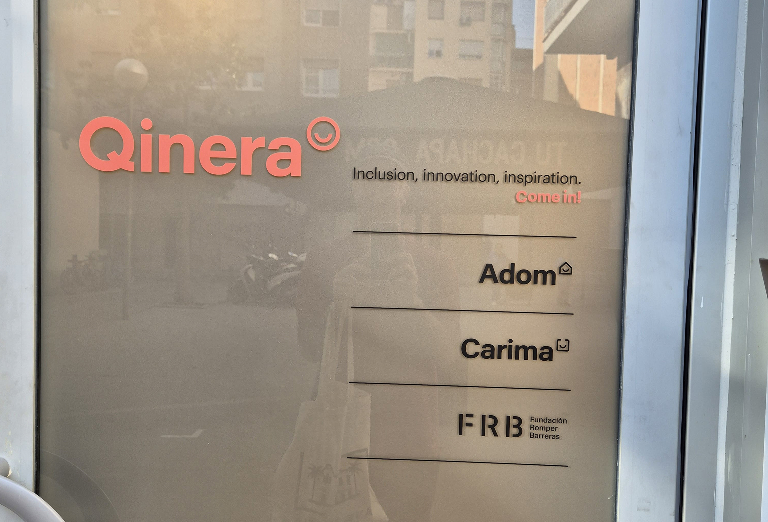 Qinera
Inclusion, innovation, inspiration.
Come in!
Adom
Carima
FRB
Fundación
Romper
Barreras